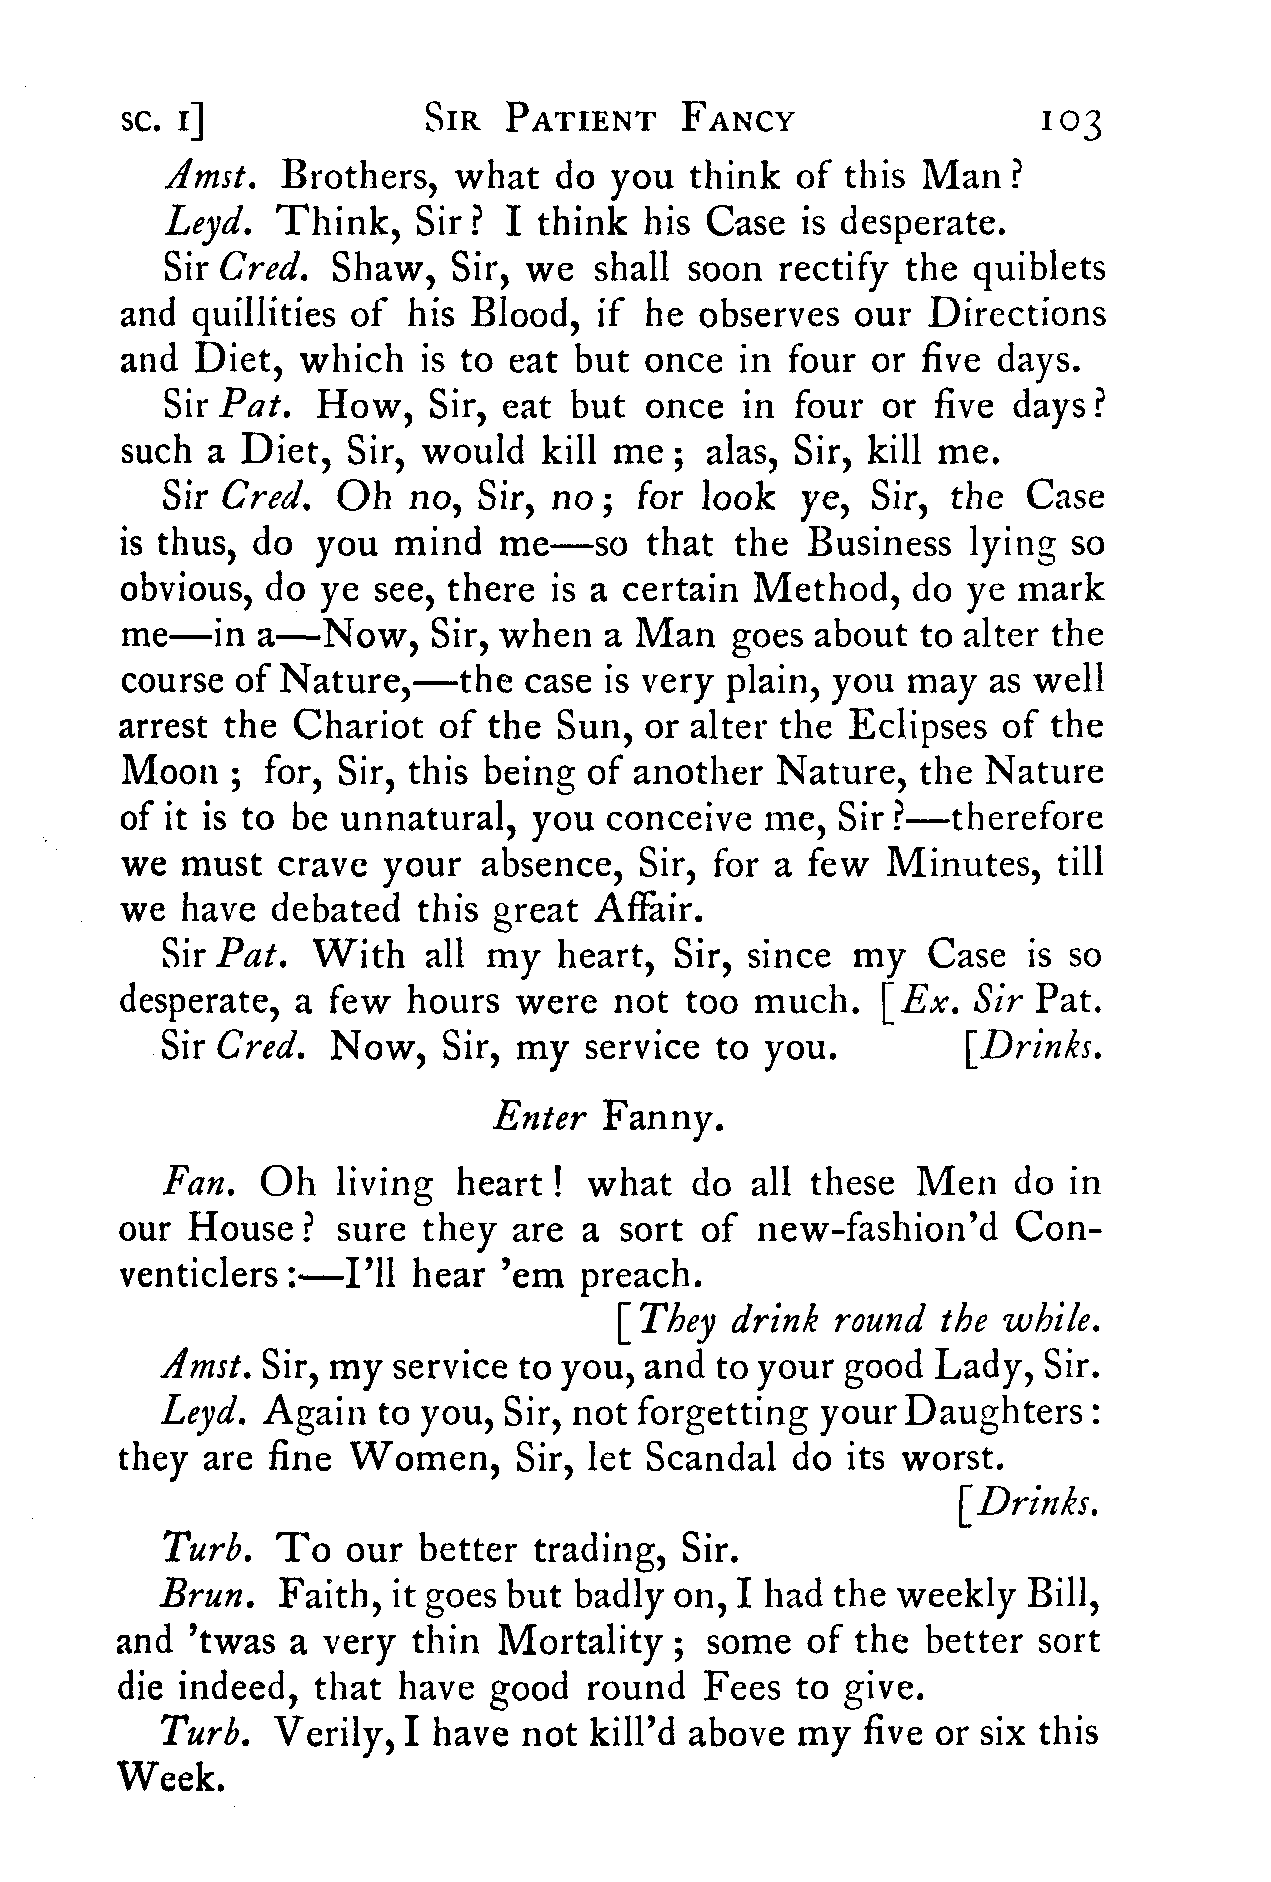 SC. I] SIR PATIENT FANCY 103
Amst. Brothers, what do you think of this Man?
Leyd. Think, Sir? I think his Case is desperate.
Sir Cred. Shaw, Sir, we shall soon rectify the quiblets
and quillities of his Blood, if he observes our Directions
and Diet, which is to eat but once in four or five days.
Sir Pat. How, Sir, eat but once in four or five days?
such a Diet, Sir, would kill me; alas, Sir, kill me.
Sir Cred. Oh no, Sir, no; for look ye, Sir, the Case
is thus, do you mind me—so that the Business lying so
obvious, do ye see, there is a certain Method, do ye mark
me—in a—Now, Sir, when a Man goes about to alter the
course of Nature,—the case is very plain, you may as well
arrest the Chariot of the Sun, or alter the Eclipses of the
Moon; for, Sir, this being of another Nature, the Nature
of it is to be unnatural, you conceive me, Sir?—therefore
we must crave your absence, Sir, for a few Minutes, till
we have debated this great Affair.
Sir Pat. With all my heart, Sir, since my Case is so
desperate, a few hours were not too much. [Ex. Sir Pat.
Sir Cred. Now, Sir, my service to you. [Drinks.
Enter Fanny.
Fan. Oh living heart! what do all these Men do in
our House? sure they are a sort of new-fashion'd Con-
venticlers:—I'll hear 'em preach.
[They drink round the while.
Amst. Sir, my service to you, and to your good Lady, Sir.
Leyd. Again to you, Sir, not forgetting your Daughters:
they are fine Women, Sir, let Scandal do its worst.
[Drinks.
Turb. To our better trading, Sir.
Brun. Faith, it goes but badly on, I had the weekly Bill,
and 'twas a very thin Mortality; some of the better sort
die indeed, that have good round Fees to give.
Turb. Verily, I have not kill'd above my five or six this
Week.